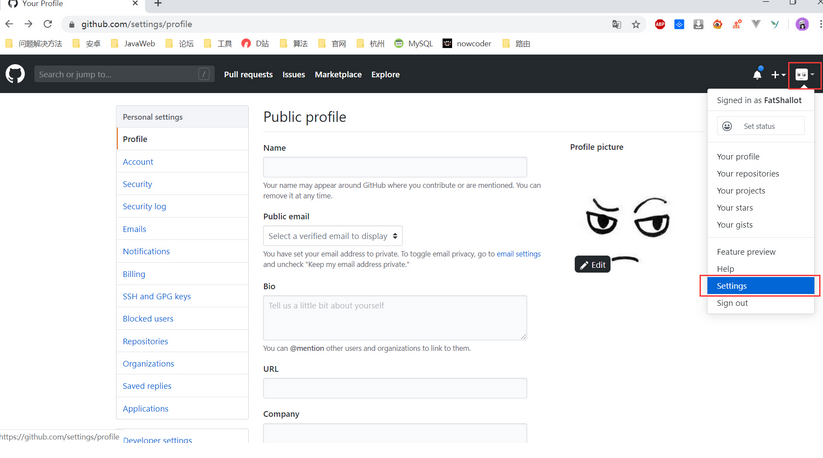 Your Profile
github.com/settings/profile
问题解决方法 安卓 JavaWeb 论坛 工具 D站 算法 官网 杭州 MySQL nowcoder 路由
Search or jump to... / Pull requests Issues Marketplace Explore
Signed in as FatShallot
Set status
Your profile
Your repositories
Your projects
Your stars
Your gists
Feature preview
Help
Settings
Sign out
Personal settings
Profile
Account
Security
Security log
Emails
Notifications
Billing
SSH and GPG keys
Blocked users
Repositories
Organizations
Saved replies
Applications
Developer settings
Public profile
Name
Your name may appear around GitHub where you contribute or are mentioned. You can
remove it at any time.
Public email
Select a verified email to display
You have set your email address to private. To toggle email privacy, go to email settings
and uncheck "Keep my email address private."
Bio
Tell us a little bit about yourself
You can @mention other users and organizations to link to them.
URL
Company
Profile picture
Edit
https://github.com/settings/profile